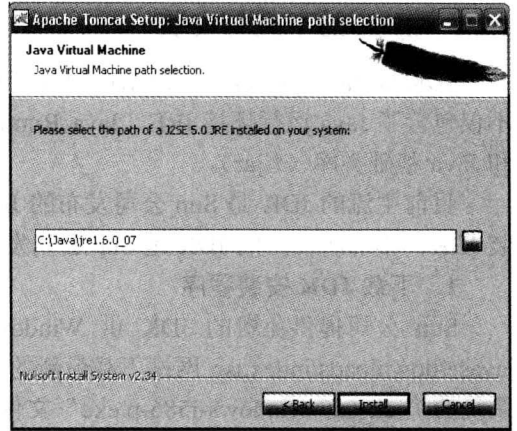 Apache Tomcat Setup: Java Virtual Machine path selection
Java Virtual Machine
Java Virtual Machine path selection.
Please select the path of a J2SE 5.0 JRE installed on your system:
C:\Java\jre1.6.0_07
Nullsoft Install System v2.34
< Back
Install
Cancel